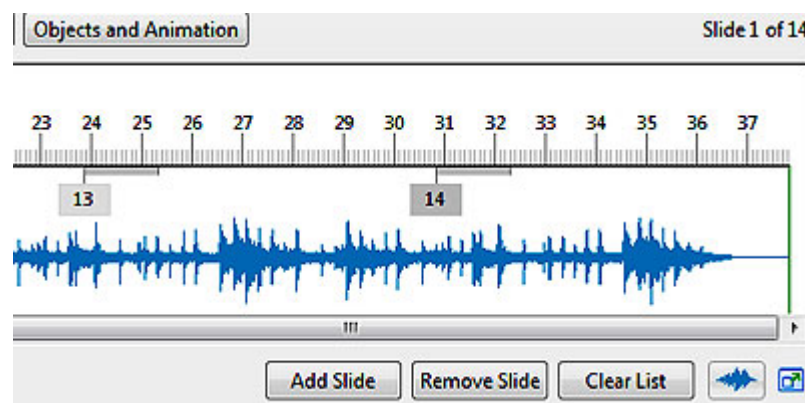 Objects and Animation Slide 1 of 14
23 24 25 26 27 28 29 30 31 32 33 34 35 36 37
13 14
Add Slide Remove Slide Clear List